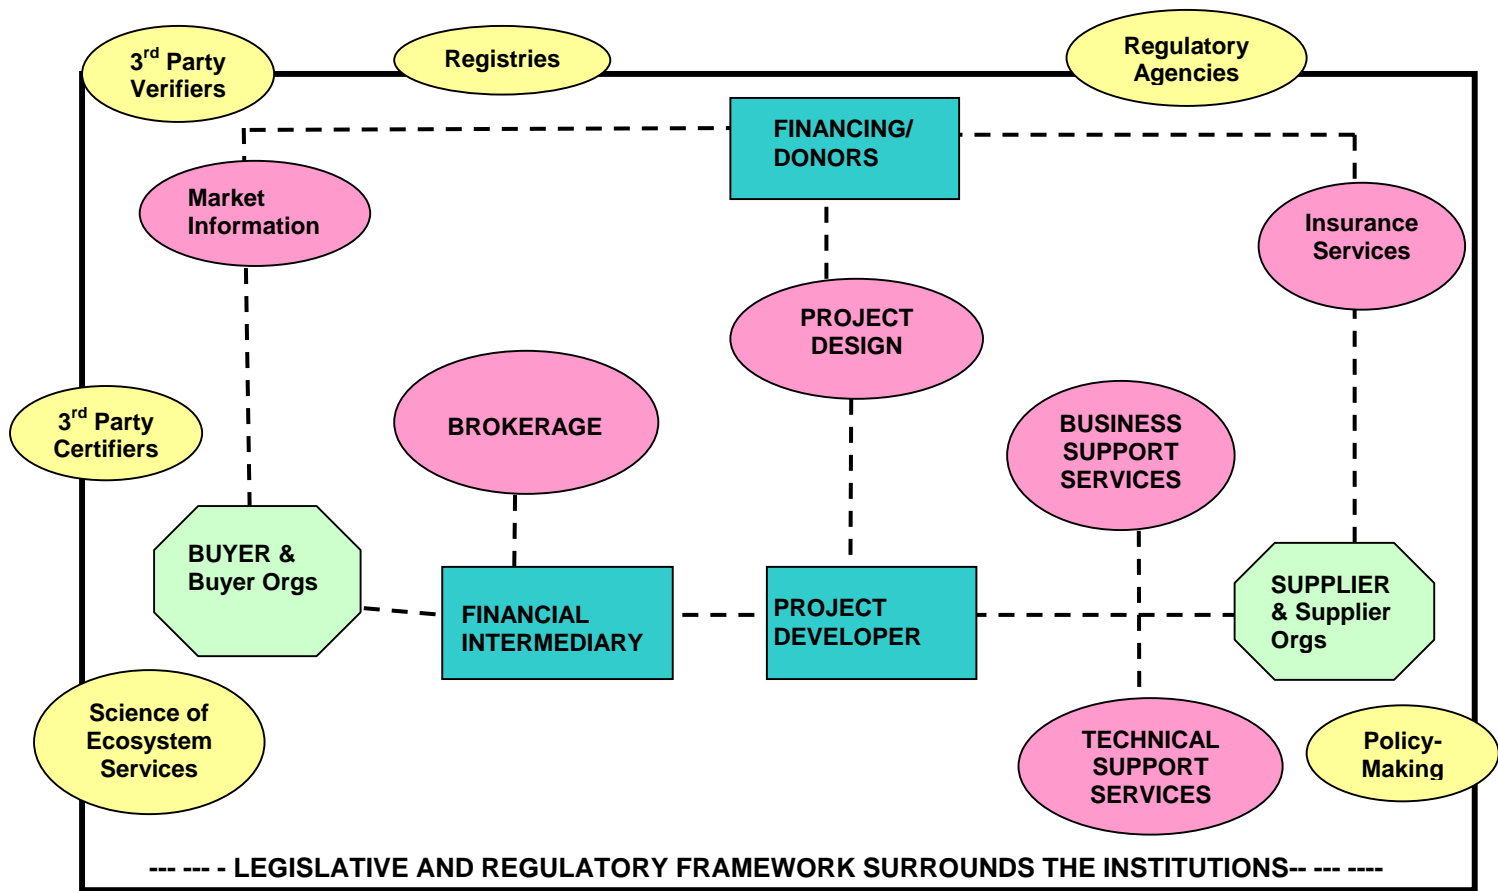 3rd Party
Verifiers
Registries
Regulatory
Agencies
FINANCING/
DONORS
Market
Information
Insurance
Services
PROJECT
DESIGN
3rd Party
Certifiers
BROKERAGE
BUSINESS
SUPPORT
SERVICES
BUYER &
Buyer Orgs
FINANCIAL
INTERMEDIARY
PROJECT
DEVELOPER
SUPPLIER
& Supplier
Orgs
Science of
Ecosystem
Services
TECHNICAL
SUPPORT
SERVICES
Policy-
Making
--- --- - LEGISLATIVE AND REGULATORY FRAMEWORK SURROUNDS THE INSTITUTIONS-- --- ----